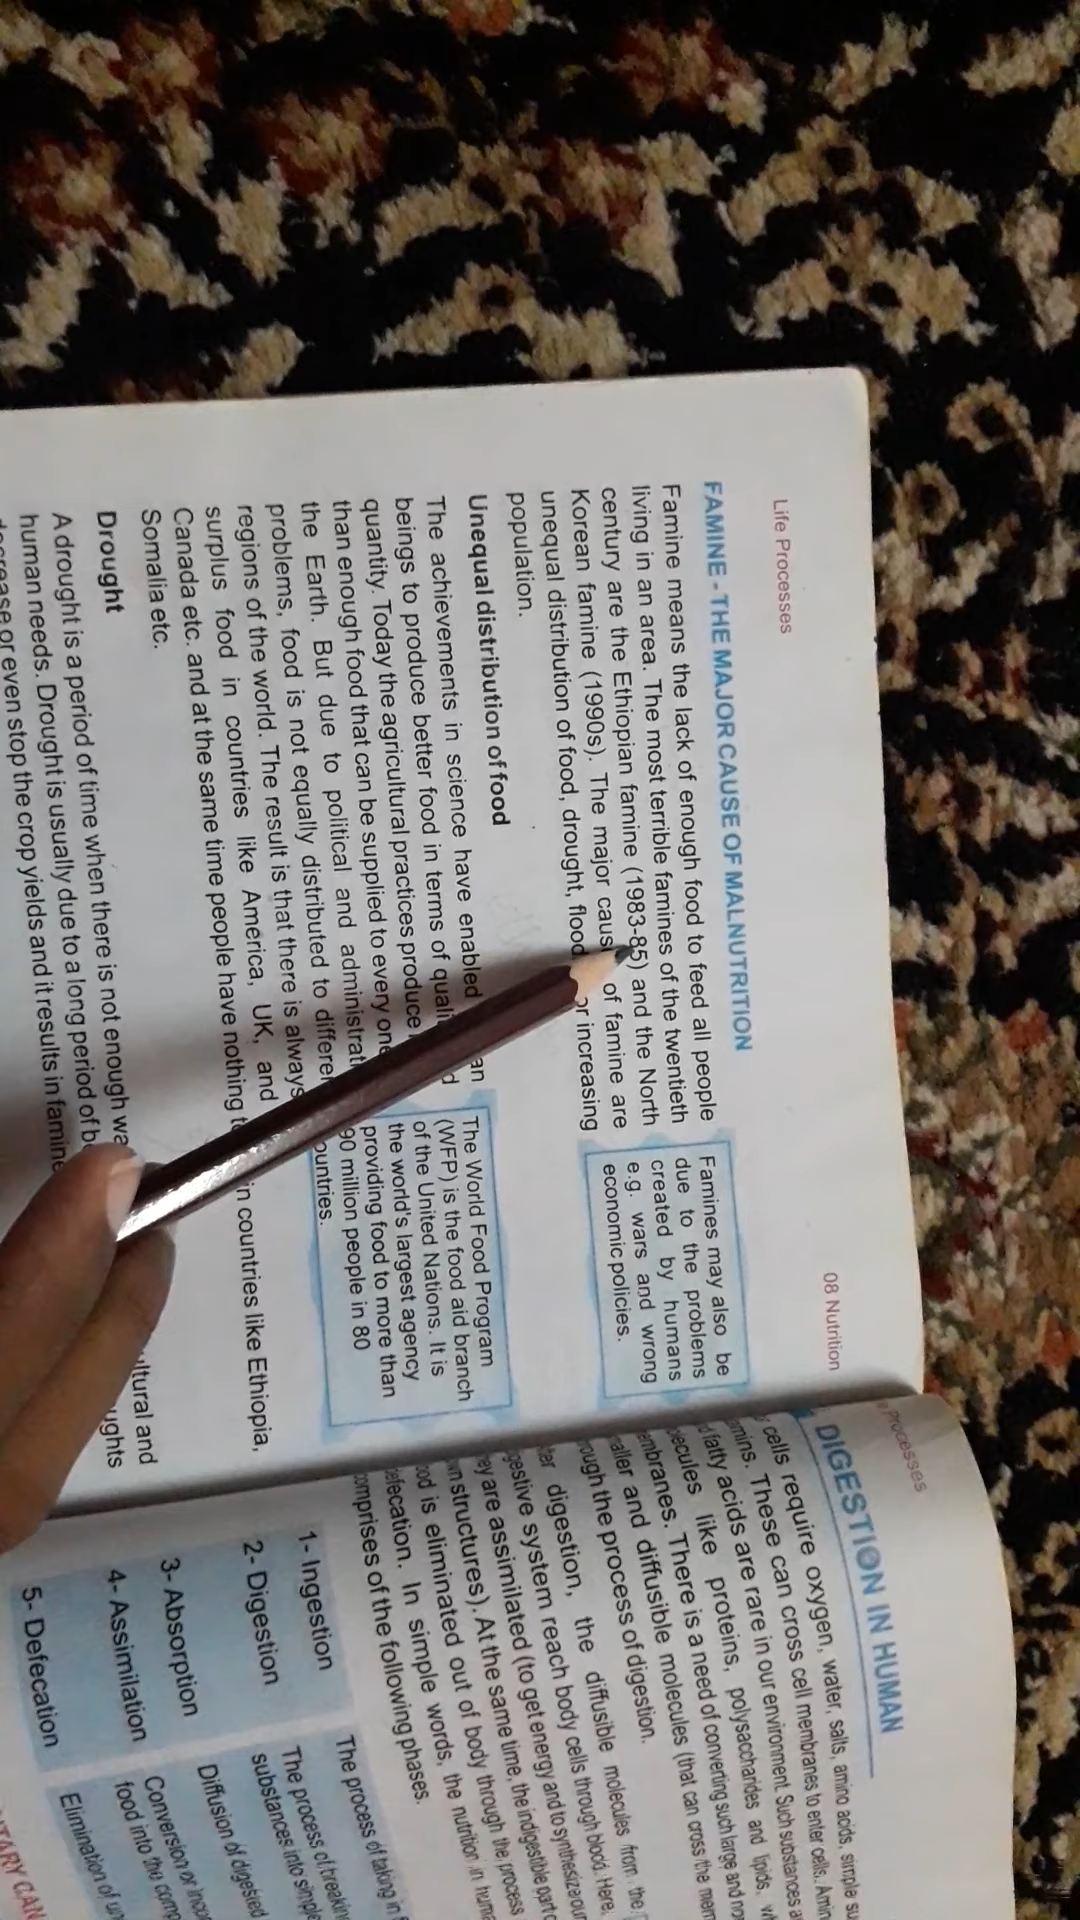 Life Processes
08 Nutrition
FAMINE - THE MAJOR CAUSE OF MALNUTRITION
Famine means the lack of enough food to feed all people
living in an area. The most terrible famines of the twentieth
century are the Ethiopian famine (1983-85) and the North
Korean famine (1990s). The major of famine are
unequal distribution of food, drought, or increasing
population.
Famines may also be
due to the problems
created by humans
e.g. wars and wrong
economic policies.
Unequal distribution of food
The achievements in science have enabled
beings to produce better food in terms of
quantity. Today the agricultural practices produce
than enough food that can be supplied to every one
the Earth. But due to political and
problems, food is not equally distributed to
regions of the world. The result is that there is always
surplus food in countries like America, UK, and
Canada etc. and at the same time people have nothing in countries like Ethiopia,
Somalia etc.
The World Food Program
(WFP) is the food aid branch
of the United Nations. It is
the world's largest agency
providing food to more than
90 million people in 80
Drought
A drought is a period of time when there is not enough and
human needs. Drought is usually due to a long period of
or even stop the crop yields and it results in
Processes
DIGESTION IN HUMAN
cells require oxygen, water, salts, amino acids, simple
These can cross cell membranes to enter cells.
fatty acids are rare in our environment. Such substances
like proteins, polysaccharides and lipids,
There is a need of converting such large and
and diffusible molecules (that can cross the
the process of digestion.
digestion, the diffusible molecules from the
system reach body cells through blood. Here,
are assimilated (to get energy and to synthesize
structures). At the same time, the indigestible part
is eliminated out of body through the process
In simple words, the nutrition in
of the following phases.
1- Ingestion The process of taking in
2- Digestion The process of
substances into
3- Absorption Diffusion of digested
4- Assimilation Conversion or
food into the
5- Defecation Elimination of